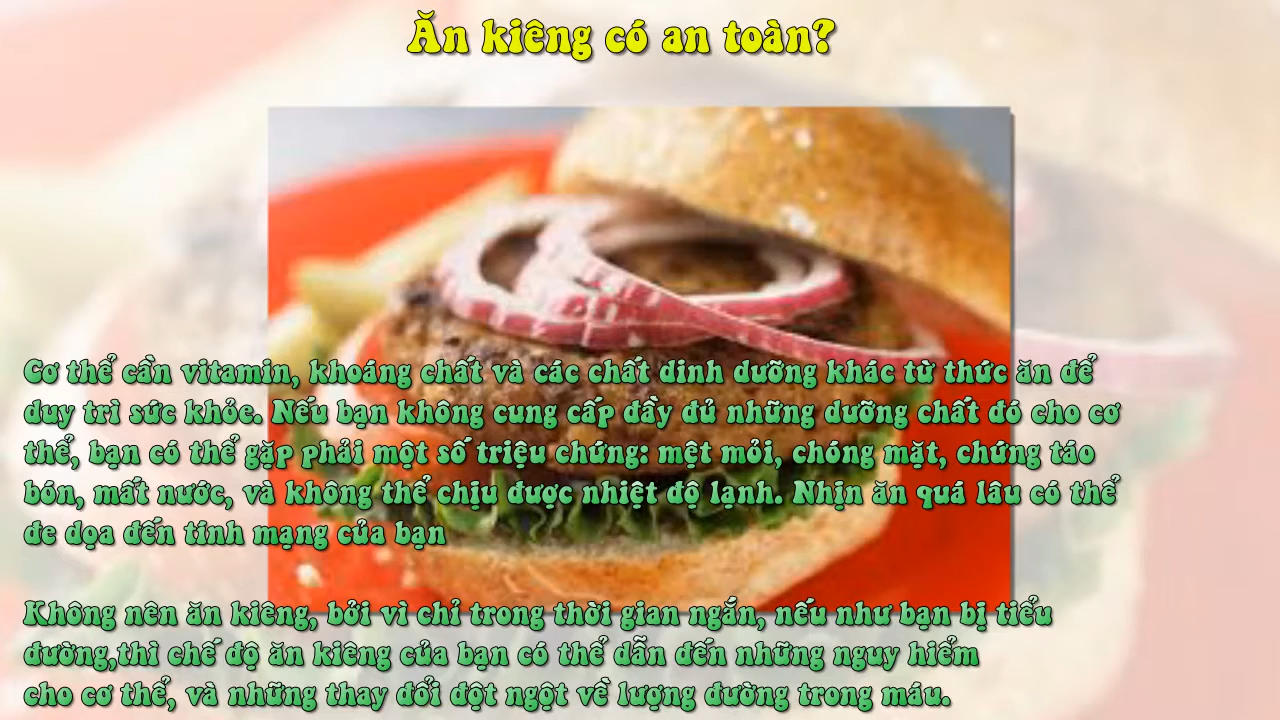 Ăn kiêng có an toàn?
Cơ thể cần vitamin, khoáng chất và các chất dinh dưỡng khác từ thức ăn để
duy trì sức khỏe. Nếu bạn không cung cấp đầy đủ những dưỡng chất đó cho cơ
thể, bạn có thể gặp phải một số triệu chứng: mệt mỏi, chóng mặt, chứng táo
bón, mất nước, và không thể chịu được nhiệt độ lạnh. Nhịn ăn quá lâu có thể
đe dọa đến tính mạng của bạn
Không nên ăn kiêng, bởi vì chỉ trong thời gian ngắn, nếu như bạn bị tiểu
đường,thì chế độ ăn kiêng của bạn có thể dẫn đến những nguy hiểm
cho cơ thể, và những thay đổi đột ngột về lượng đường trong máu.